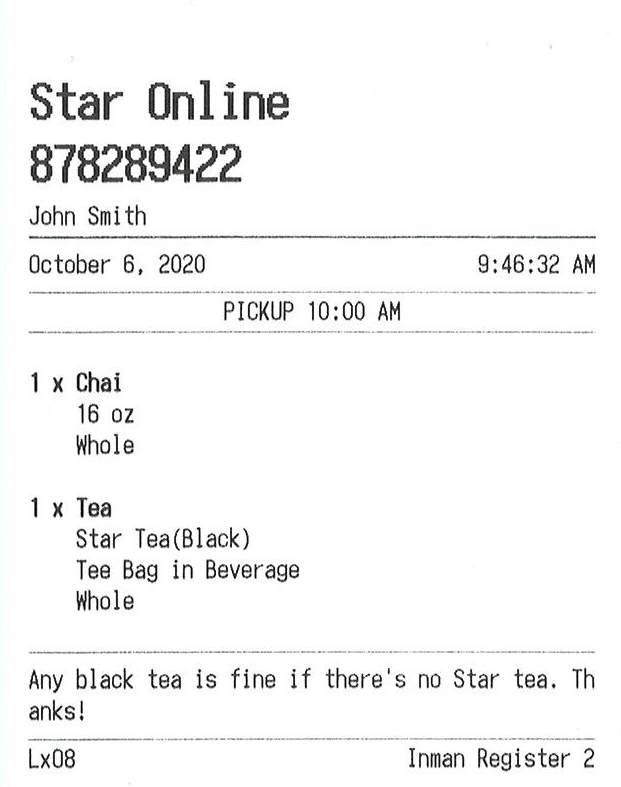 Star Online
878289422
John Smith
October 6, 2020 9:46:32 AM
PICKUP 10:00 AM
1 x Chai
16 oz
Whole
1 x Tea
Star Tea(Black)
Tee Bag in Beverage
Whole
Any black tea is fine if there's no Star tea. Th
anks!
Lx08 Inman Register 2